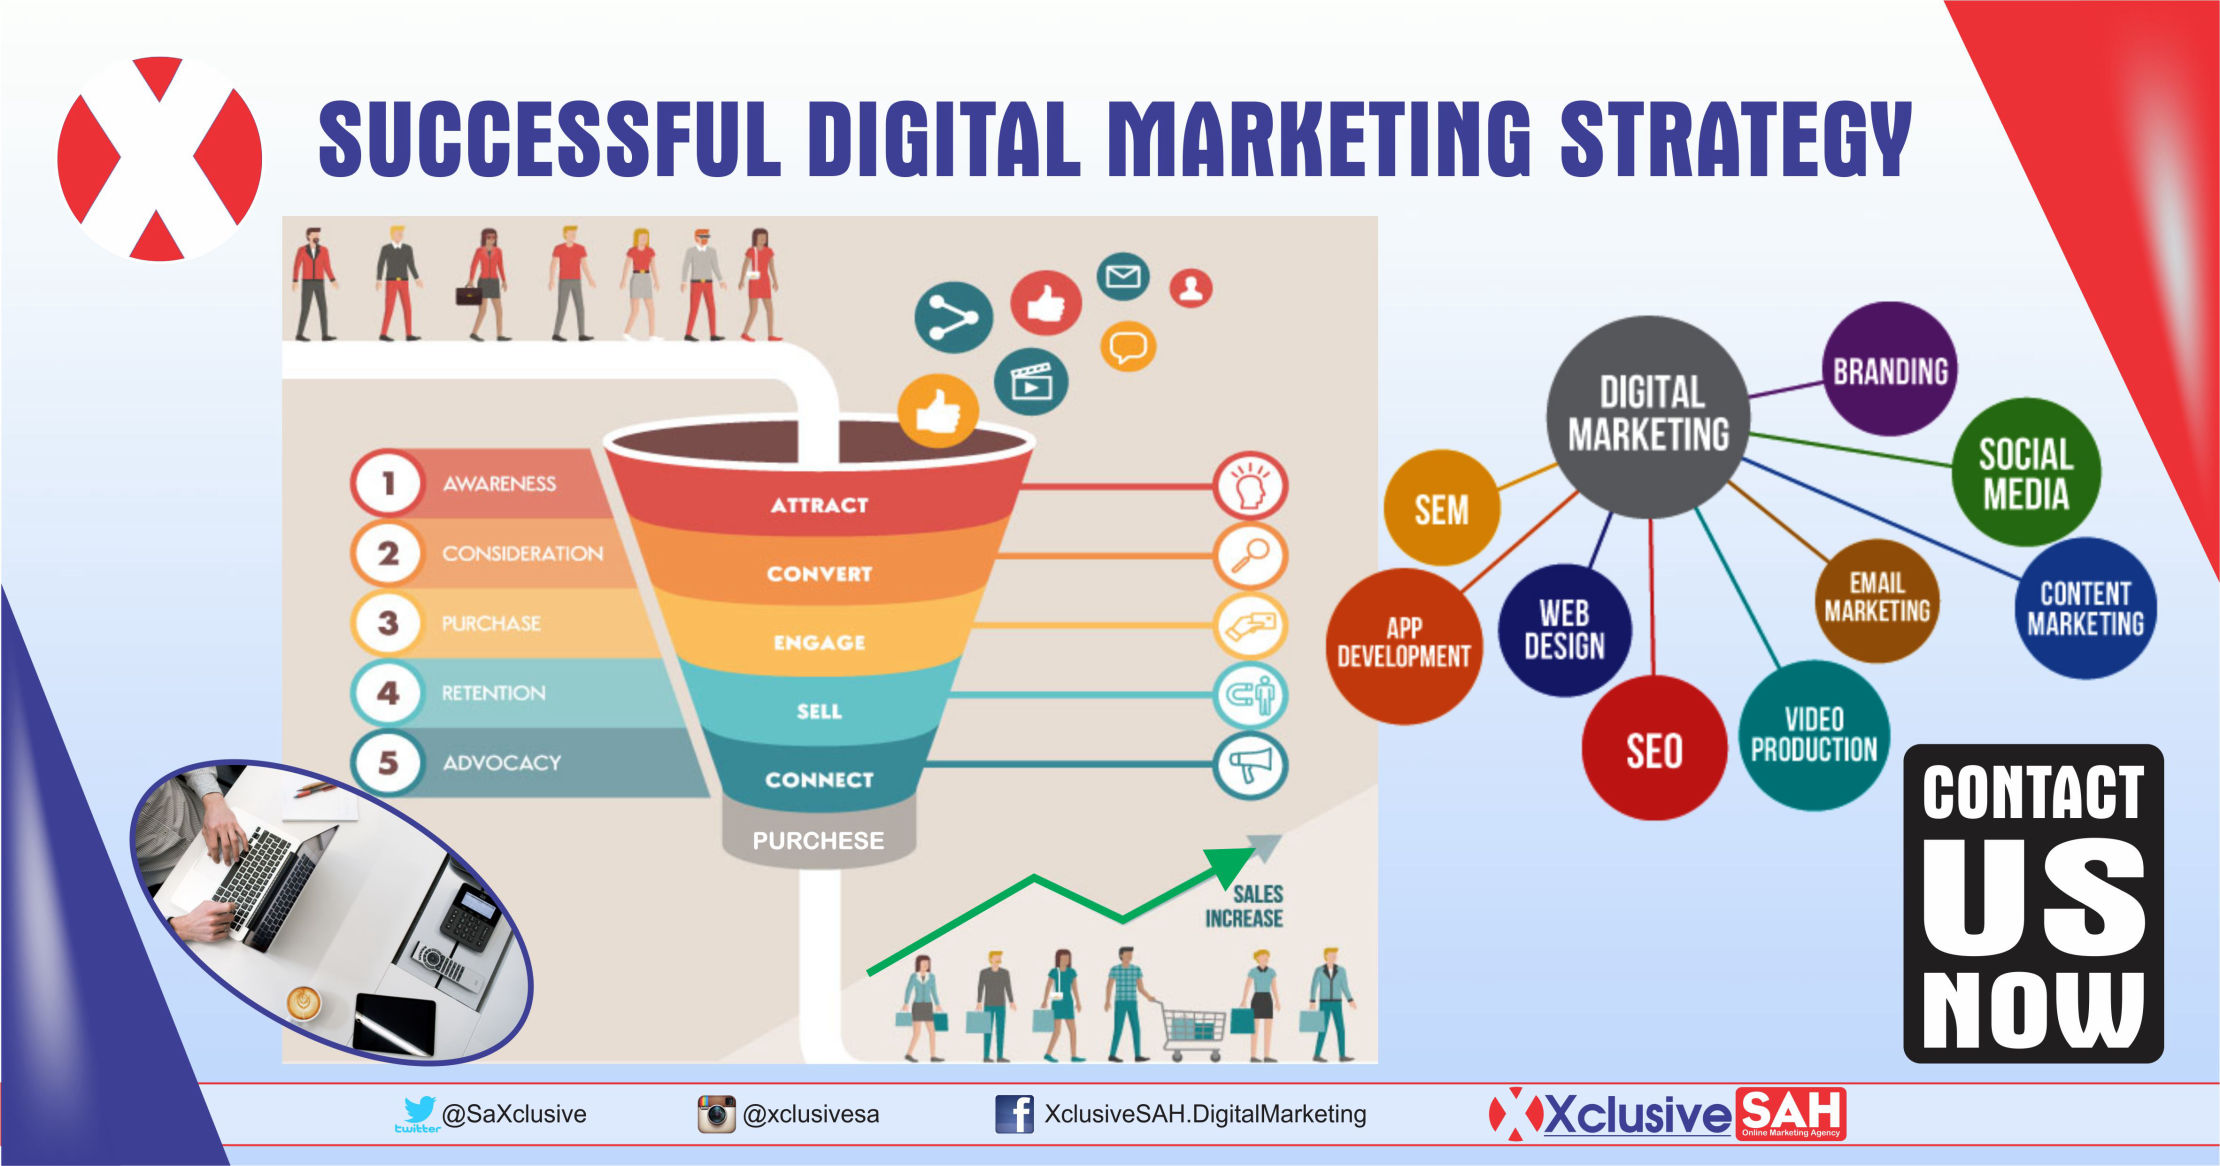 SUCCESSFUL DIGITAL MARKETING STRATEGY
1 AWARENESS
2 CONSIDERATION
3 PURCHASE
4 RETENTION
5 ADVOCACY
ATTRACT
CONVERT
ENGAGE
SELL
CONNECT
PURCHESE
SALES
INCREASE
DIGITAL
MARKETING
BRANDING
SOCIAL
MEDIA
CONTENT
MARKETING
EMAIL
MARKETING
VIDEO
PRODUCTION
SEO
WEB
DESIGN
APP
DEVELOPMENT
SEM
CONTACT
US
NOW
twitter @SaXclusive
@xclusivesa
f XclusiveSAH.DigitalMarketing
Xclusive SAH
Online Marketing Agency